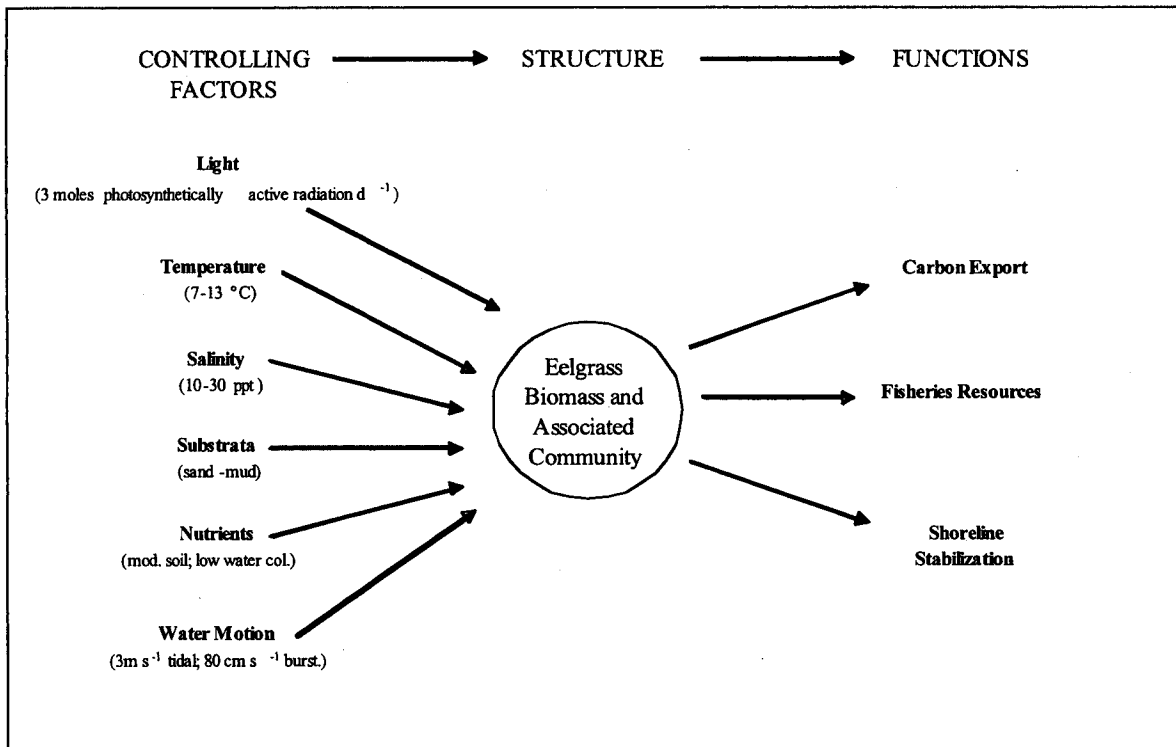 CONTROLLING FACTORS
STRUCTURE
FUNCTIONS
Light
(3 moles photosynthetically active radiation d⁻¹)
Temperature
(7-13 °C)
Salinity
(10-30 ppt)
Substrata
(sand -mud)
Nutrients
(mod. soil; low water col.)
Water Motion
(3m s⁻¹ tidal; 80 cm s⁻¹ burst.)
Eelgrass
Biomass and
Associated
Community
Carbon Export
Fisheries Resources
Shoreline
Stabilization